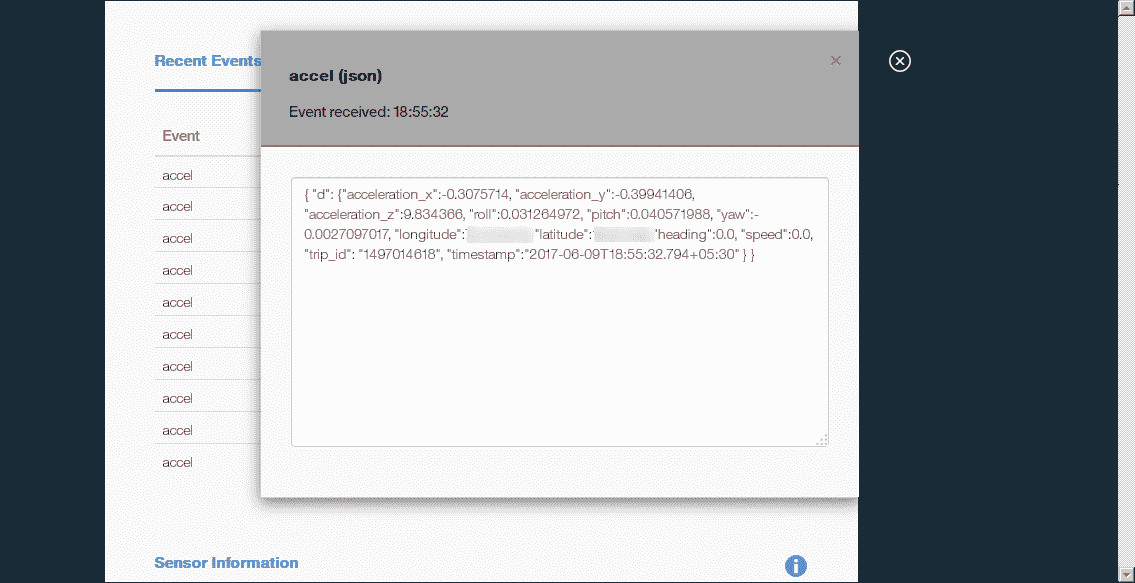 Recent Events
Event
accel
accel
accel
accel
accel
accel
accel
accel
accel
accel
Sensor Information
accel (json)
Event received: 18:55:32
{ "d": {"acceleration_x":-0.3075714, "acceleration_y":-0.39941406,
"acceleration_z":9.834366, "roll":0.031264972, "pitch":0.040571988, "yaw":-
0.0027097017, "longitude": "latitude": "heading":0.0, "speed":0.0,
"trip_id": "1497014618", "timestamp":"2017-06-09T18:55:32.794+05:30" } }